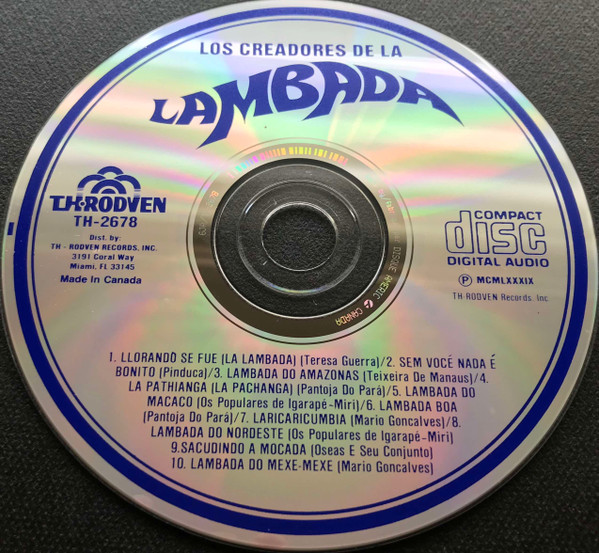 LOS CREADORES DE LA
LAMBADA
TH-RODVEN
TH-2678
Dist. by:
TH - RODVEN RECORDS, INC.
3191 Coral Way
Miami, FL 33145
Made In Canada
COMPACT
disc
DIGITAL AUDIO
Ⓟ MCMLXXXIX
TH-RODVEN Records, Inc
DISQUE AMERIC CANADA
1. LLORANDO SE FUE (LA LAMBADA) (Teresa Guerra)/2. SEM VOCÊ NADA É
BONITO (Pinduca)/3. LAMBADA DO AMAZONAS (Teixeira De Manaus)/4.
LA PATHIANGA (LA PACHANGA) (Pantoja Do Pará)/5. LAMBADA DO
MACACO (Os Populares de Igarapé-Miri)/6. LAMBADA BOA
(Pantoja Do Pará)/7. LARICARICUMBIA (Mario Goncalves)/8.
LAMBADA DO NORDESTE (Os Populares de Igarapé-Miri)
9.SACUDINDO A MOCADA (Oseas E Seu Conjunto)
10. LAMBADA DO MEXE-MEXE (Mario Goncalves)